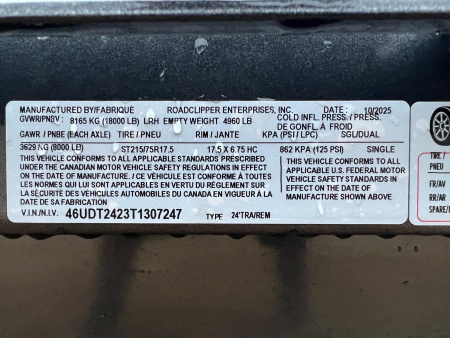 MANUFACTURED BY/FABRIQUÉ ROADCLIPPER ENTERPRISES, INC. DATE : 10/2025
GVWR/PNBV : 8165 KG (18000 LB) LRH EMPTY WEIGHT 4960 LB COLD INFL. PRESS/PRESS. DE GONFL. À FROID
GAWR / PNBE (EACH AXLE) TIRE / PNEU RIM / JANTE KPA (PSI / LPC) SGL/DUAL
3629 KG (8000 LB) ST215/75R17.5 17.5 X 6.75 HC 862 KPA (125 PSI) SINGLE
THIS VEHICLE CONFORMS TO ALL APPLICABLE STANDARDS PRESCRIBED
UNDER THE CANADIAN MOTOR VEHICLE SAFETY REGULATIONS IN EFFECT
ON THE DATE OF MANUFACTURE / CE VÉHICULE EST CONFORME À TOUTES
LES NORMES QUI LUI SONT APPLICABLES EN VERTU DU RÈGLEMENT SUR LA
SÉCURITÉ DES VÉHICULES AUTOMOBILES DU CANADA EN VIGUEUR À LA
DATE DE SA FABRICATION
THIS VEHICLE CONFORMS TO ALL
APPLICABLE U.S. FEDERAL MOTOR
VEHICLE SAFETY STANDARDS
IN EFFECT ON THE DATE OF
MANUFACTURE SHOWN ABOVE
V.I.N./N.I.V. 46UDT2423T1307247 TYPE 24'TRA/REM
TIRE /
PNEU
FR/AV
RR/AR
SPARE/